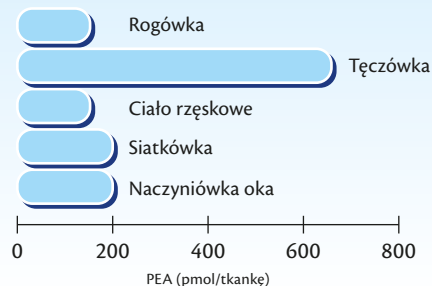 Rogówka
Tęczówka
Ciało rzęskowe
Siatkówka
Naczyniówka oka
0 200 400 600 800
PEA (pmol/tkankę)